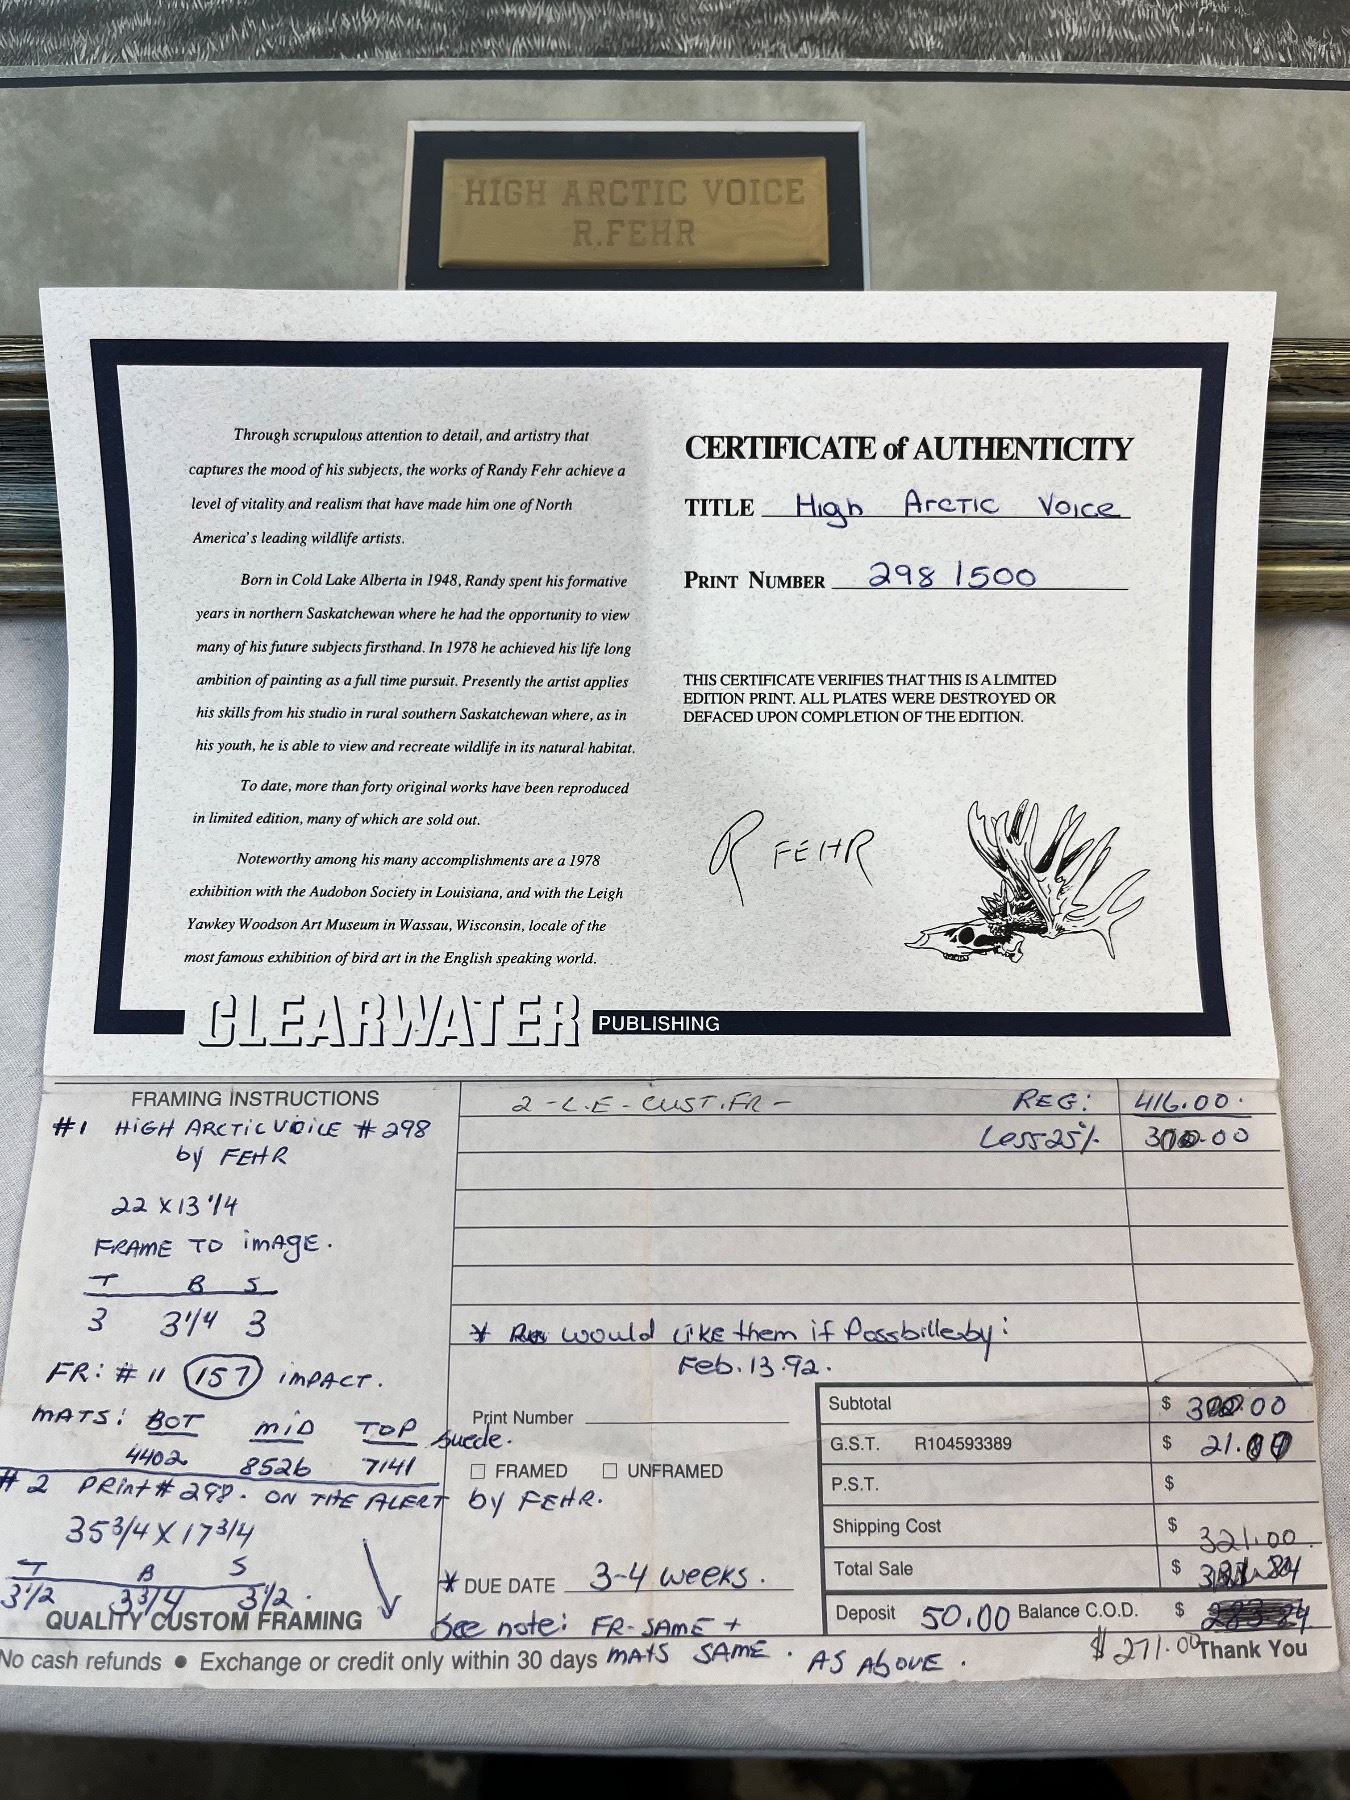 HIGH ARCTIC VOICE
R.FEHR
Through scrupulous attention to detail, and artistry that
captures the mood of his subjects, the works of Randy Fehr achieve a
level of vitality and realism that have made him one of North
America's leading wildlife artists.
Born in Cold Lake Alberta in 1948, Randy spent his formative
years in northern Saskatchewan where he had the opportunity to view
many of his future subjects firsthand. In 1978 he achieved his life long
ambition of painting as a full time pursuit. Presently the artist applies
his skills from his studio in rural southern Saskatchewan where, as in
his youth, he is able to view and recreate wildlife in its natural habitat.
To date, more than forty original works have been reproduced
in limited edition, many of which are sold out.
Noteworthy among his many accomplishments are a 1978
exhibition with the Audobon Society in Louisiana, and with the Leigh
Yawkey Woodson Art Museum in Wassau, Wisconsin, locale of the
most famous exhibition of bird art in the English speaking world.
CERTIFICATE of AUTHENTICITY
TITLE High Arctic Voice
PRINT NUMBER 298/500
THIS CERTIFICATE VERIFIES THAT THIS IS A LIMITED
EDITION PRINT. ALL PLATES WERE DESTROYED OR
DEFACED UPON COMPLETION OF THE EDITION.
R FEHR
CLEARWATER PUBLISHING
FRAMING INSTRUCTIONS
#1 HIGH ARCTIC VOICE #298
by FEHR
22 X 13 1/4
FRAME TO IMAGE.
T B S
3 3 1/4 3
FR: # 11 157 IMPACT.
MATS: BOT MID TOP Suede.
4402 8526 7141
#2 PRINT # 298. ON THE ALERT by FEHR.
35 3/4 X 17 3/4
T B S
3 1/2 3 3/4 3 1/2.
QUALITY CUSTOM FRAMING
2 - L.E - CUST. FR -
REG: 416.00.
Less 25% 300.00
* would LIKE them if Possbilleby:
Feb. 13.92.
Print Number
FRAMED UNFRAMED
* DUE DATE 3-4 weeks.
See note: FR-SAME +
MATS SAME. AS ABOVE.
Subtotal $ 300.00
G.S.T. R104593389 $ 21.00
P.S.T. $
Shipping Cost $
321.00.
Total Sale $
Deposit 50.00 Balance C.O.D. $
$271.00 Thank You
No cash refunds • Exchange or credit only within 30 days